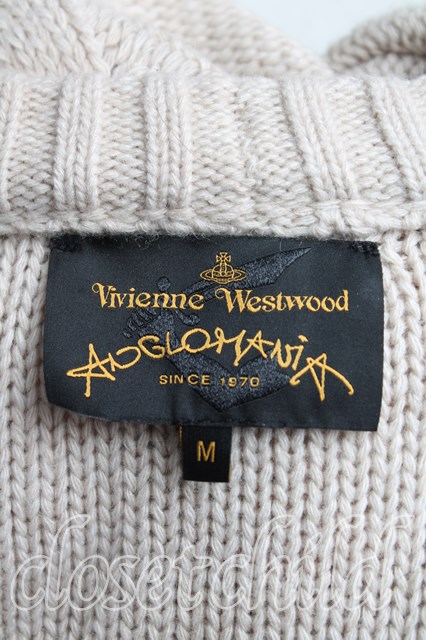 Vivienne Westwood
ANGLOMANIA
SINCE 1970
M
closetchild